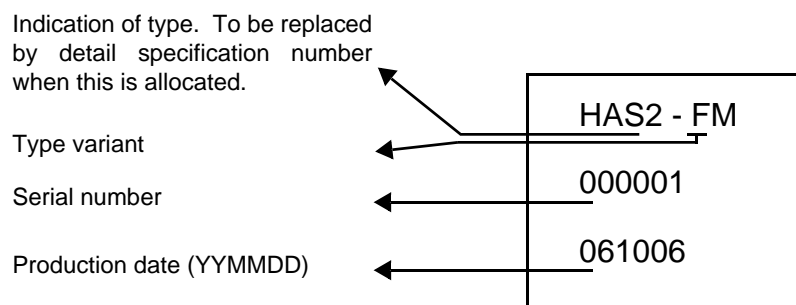 Indication of type. To be replaced
by detail specification number
when this is allocated.
HAS2 - FM
Type variant
000001
Serial number
061006
Production date (YYMMDD)